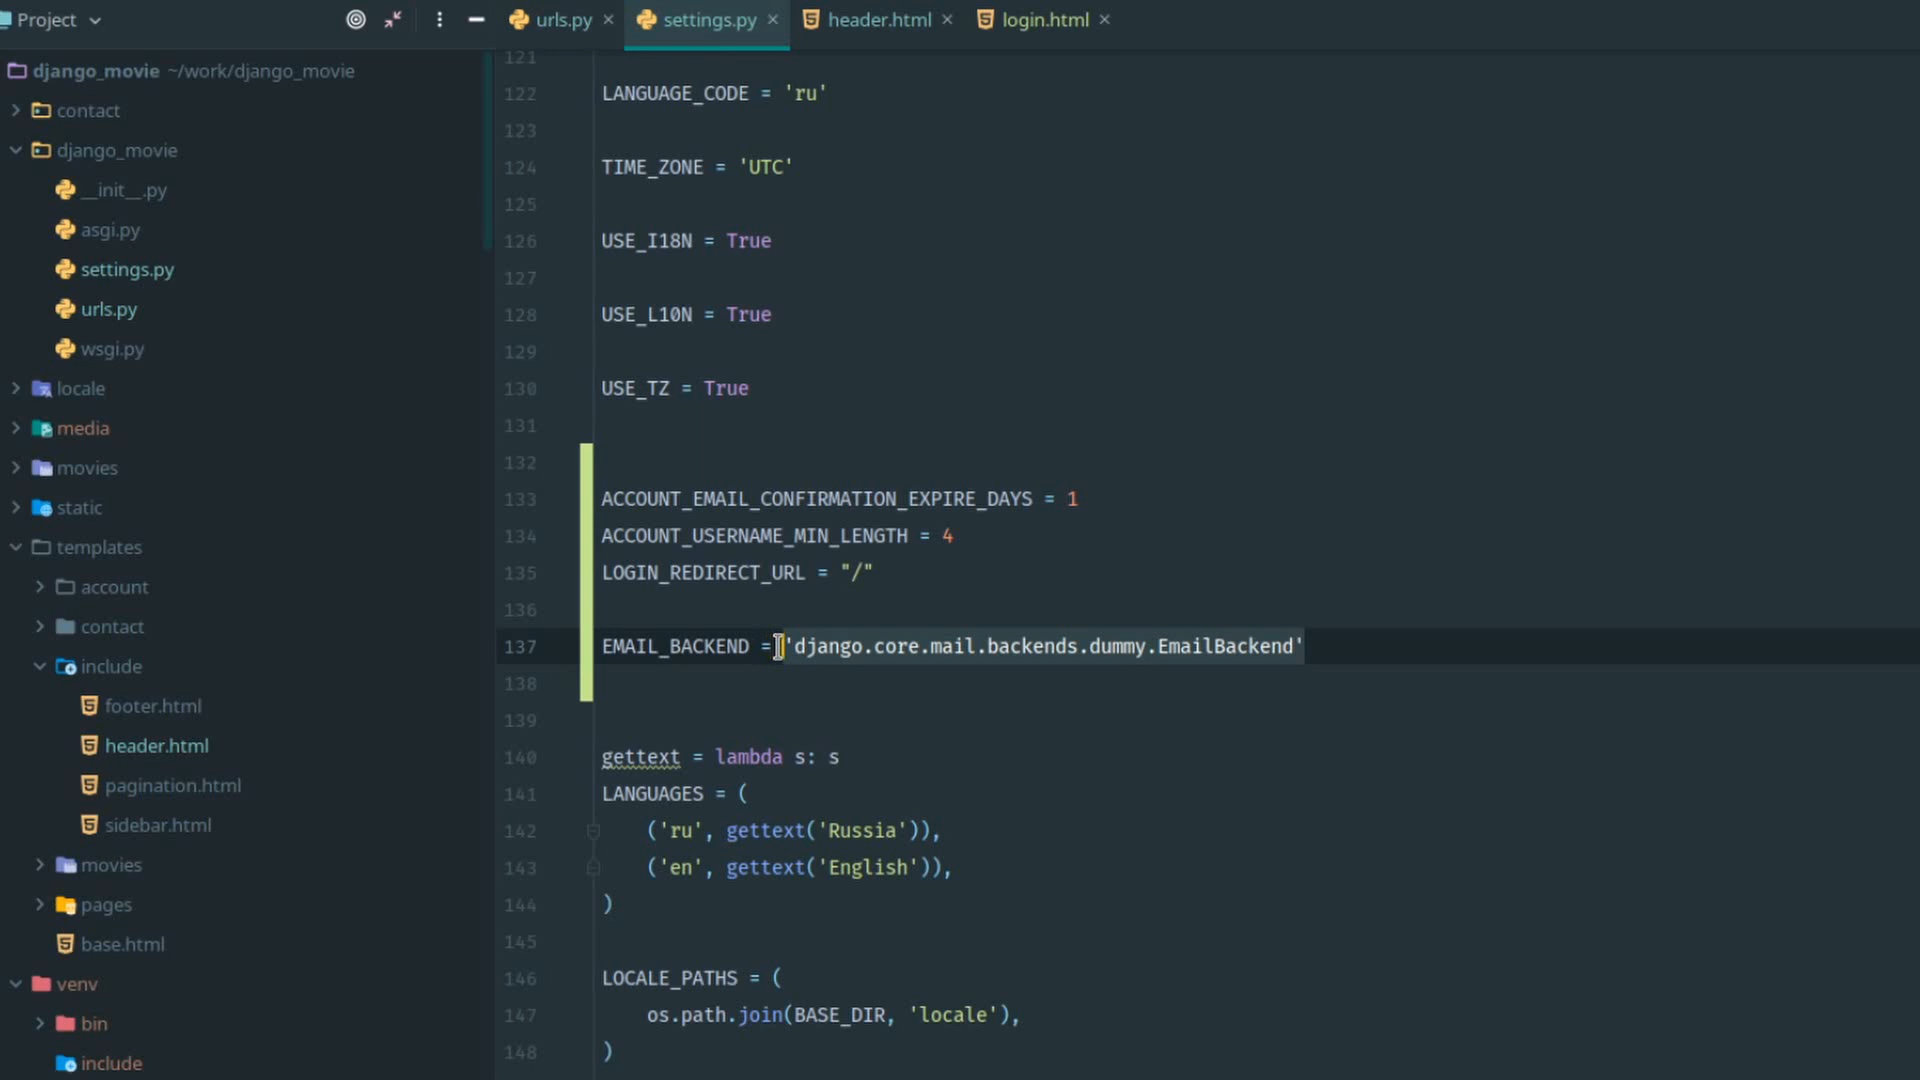 Project
urls.py
settings.py
header.html
login.html
django_movie ~/work/django_movie
contact
django_movie
__init__.py
asgi.py
settings.py
urls.py
wsgi.py
locale
media
movies
static
templates
account
contact
include
footer.html
header.html
pagination.html
sidebar.html
movies
pages
base.html
venv
bin
include
121
122 LANGUAGE_CODE = 'ru'
123
124 TIME_ZONE = 'UTC'
125
126 USE_I18N = True
127
128 USE_L10N = True
129
130 USE_TZ = True
131
132
133 ACCOUNT_EMAIL_CONFIRMATION_EXPIRE_DAYS = 1
134 ACCOUNT_USERNAME_MIN_LENGTH = 4
135 LOGIN_REDIRECT_URL = "/"
136
137 EMAIL_BACKEND = 'django.core.mail.backends.dummy.EmailBackend'
138
139
140 gettext = lambda s: s
141 LANGUAGES = (
142 ('ru', gettext('Russia')),
143 ('en', gettext('English')),
144 )
145
146 LOCALE_PATHS = (
147 os.path.join(BASE_DIR, 'locale'),
148 )